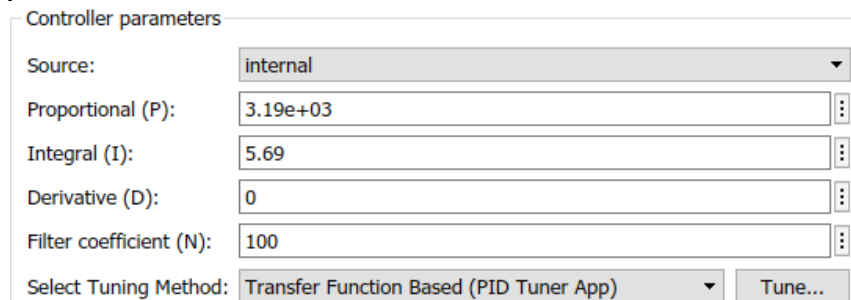 Controller parameters
Source: internal
Proportional (P): 3.19e+03
Integral (I): 5.69
Derivative (D): 0
Filter coefficient (N): 100
Select Tuning Method: Transfer Function Based (PID Tuner App) Tune...